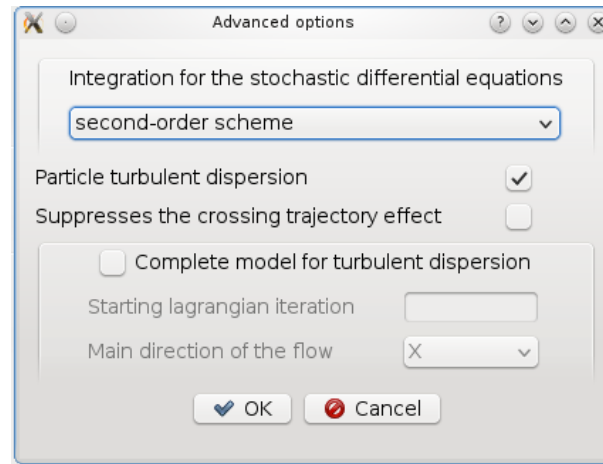 Advanced options
Integration for the stochastic differential equations
second-order scheme
Particle turbulent dispersion
Suppresses the crossing trajectory effect
Complete model for turbulent dispersion
Starting lagrangian iteration
Main direction of the flow X
OK Cancel